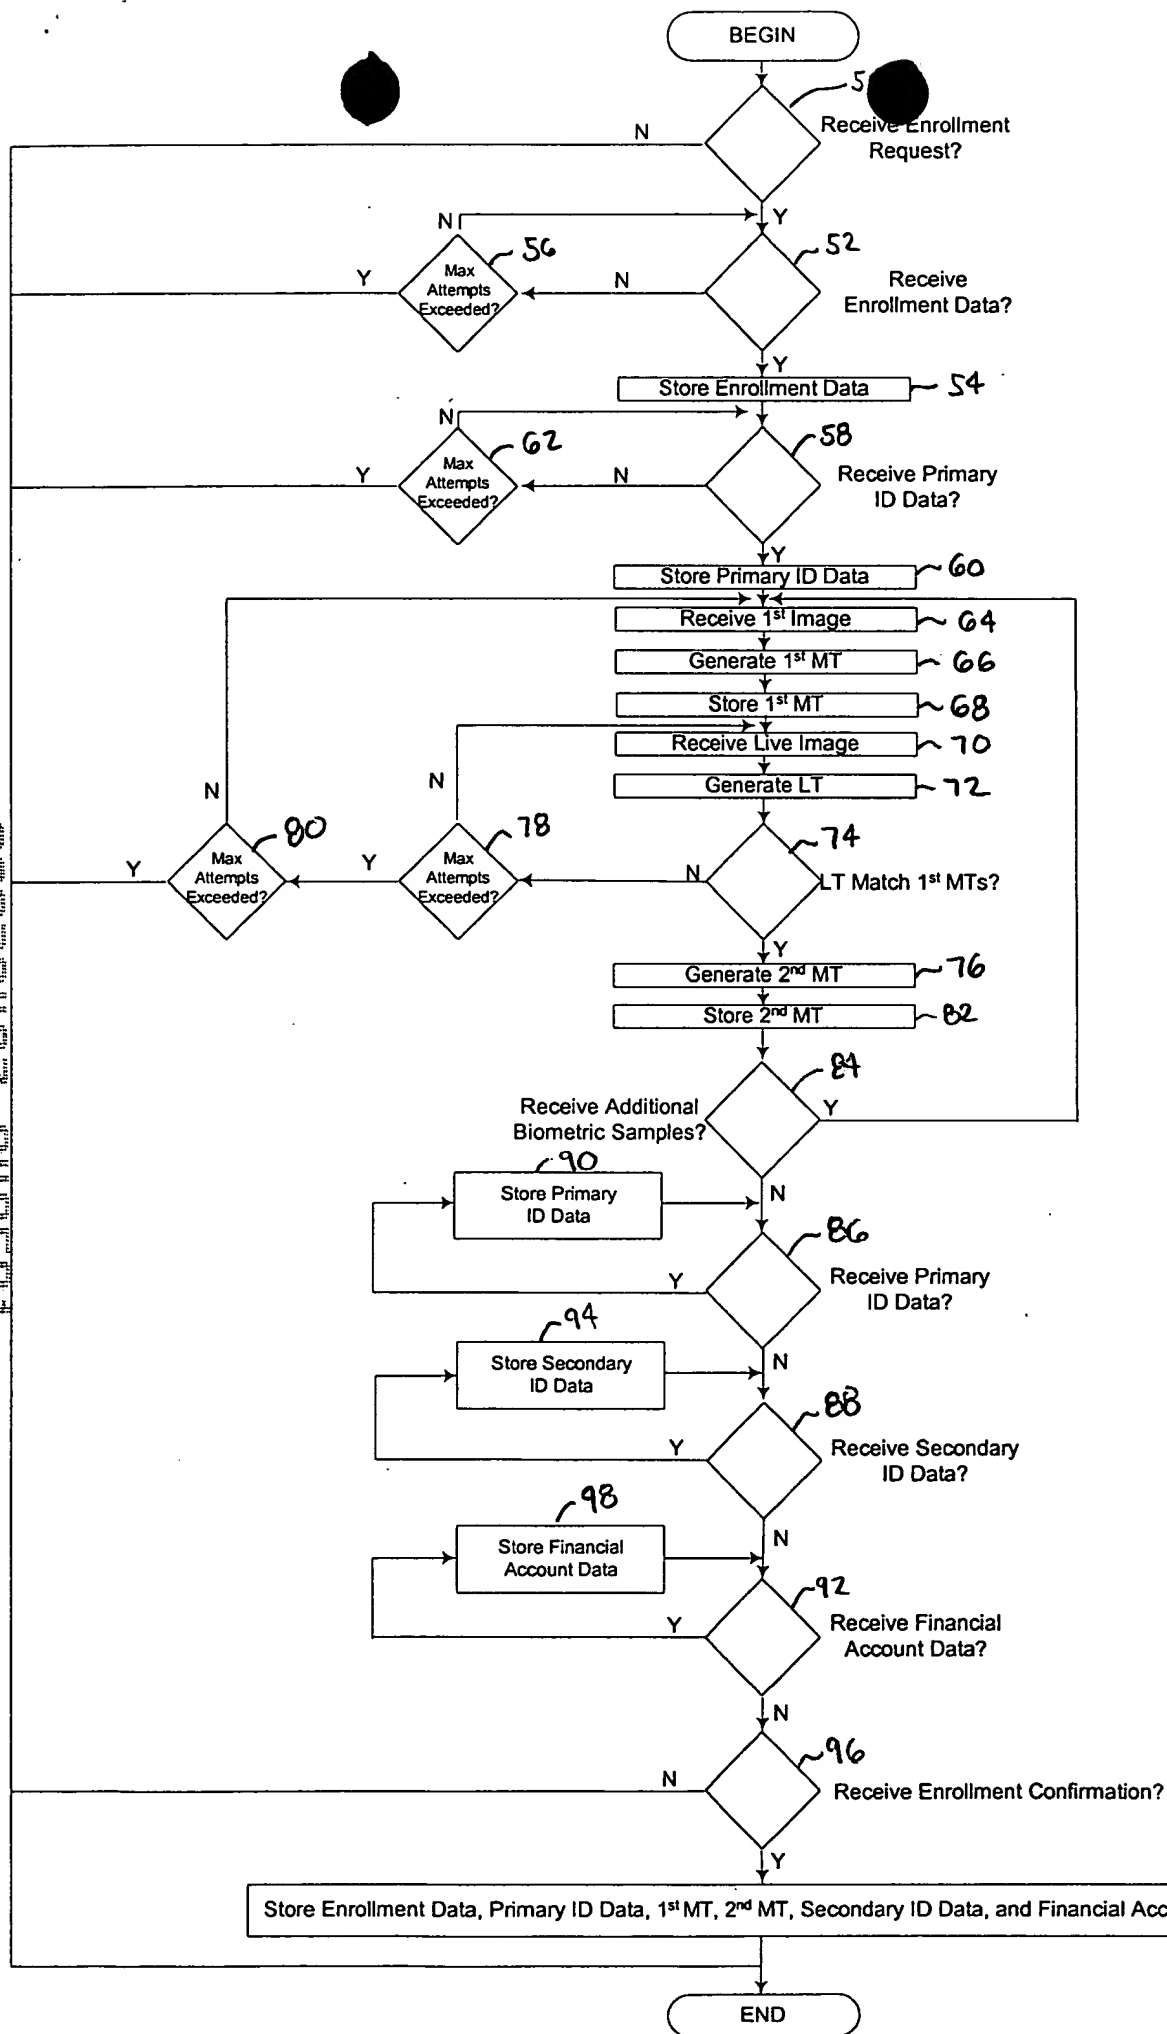 BEGIN
5
N
Receive Enrollment
Request?
N
Y
56
52
Y
Max
Attempts
Exceeded?
N
Receive
Enrollment Data?
Y
Store Enrollment Data
54
N
62
58
Y
Max
Attempts
Exceeded?
N
Receive Primary
ID Data?
Y
Store Primary ID Data
60
Receive 1st Image
64
Generate 1st MT
66
Store 1st MT
68
Receive Live Image
70
N
Generate LT
72
N
80
78
74
Y
Max
Attempts
Exceeded?
Y
Max
Attempts
Exceeded?
N
LT Match 1st MTs?
Y
Generate 2nd MT
76
Store 2nd MT
82
84
Receive Additional
Biometric Samples?
Y
90
Store Primary
ID Data
N
86
Y
Receive Primary
ID Data?
94
Store Secondary
ID Data
N
88
Y
Receive Secondary
ID Data?
98
Store Financial
Account Data
N
92
Y
Receive Financial
Account Data?
N
96
N
Receive Enrollment Confirmation?
Y
Store Enrollment Data, Primary ID Data, 1st MT, 2nd MT, Secondary ID Data, and Financial Acc
END